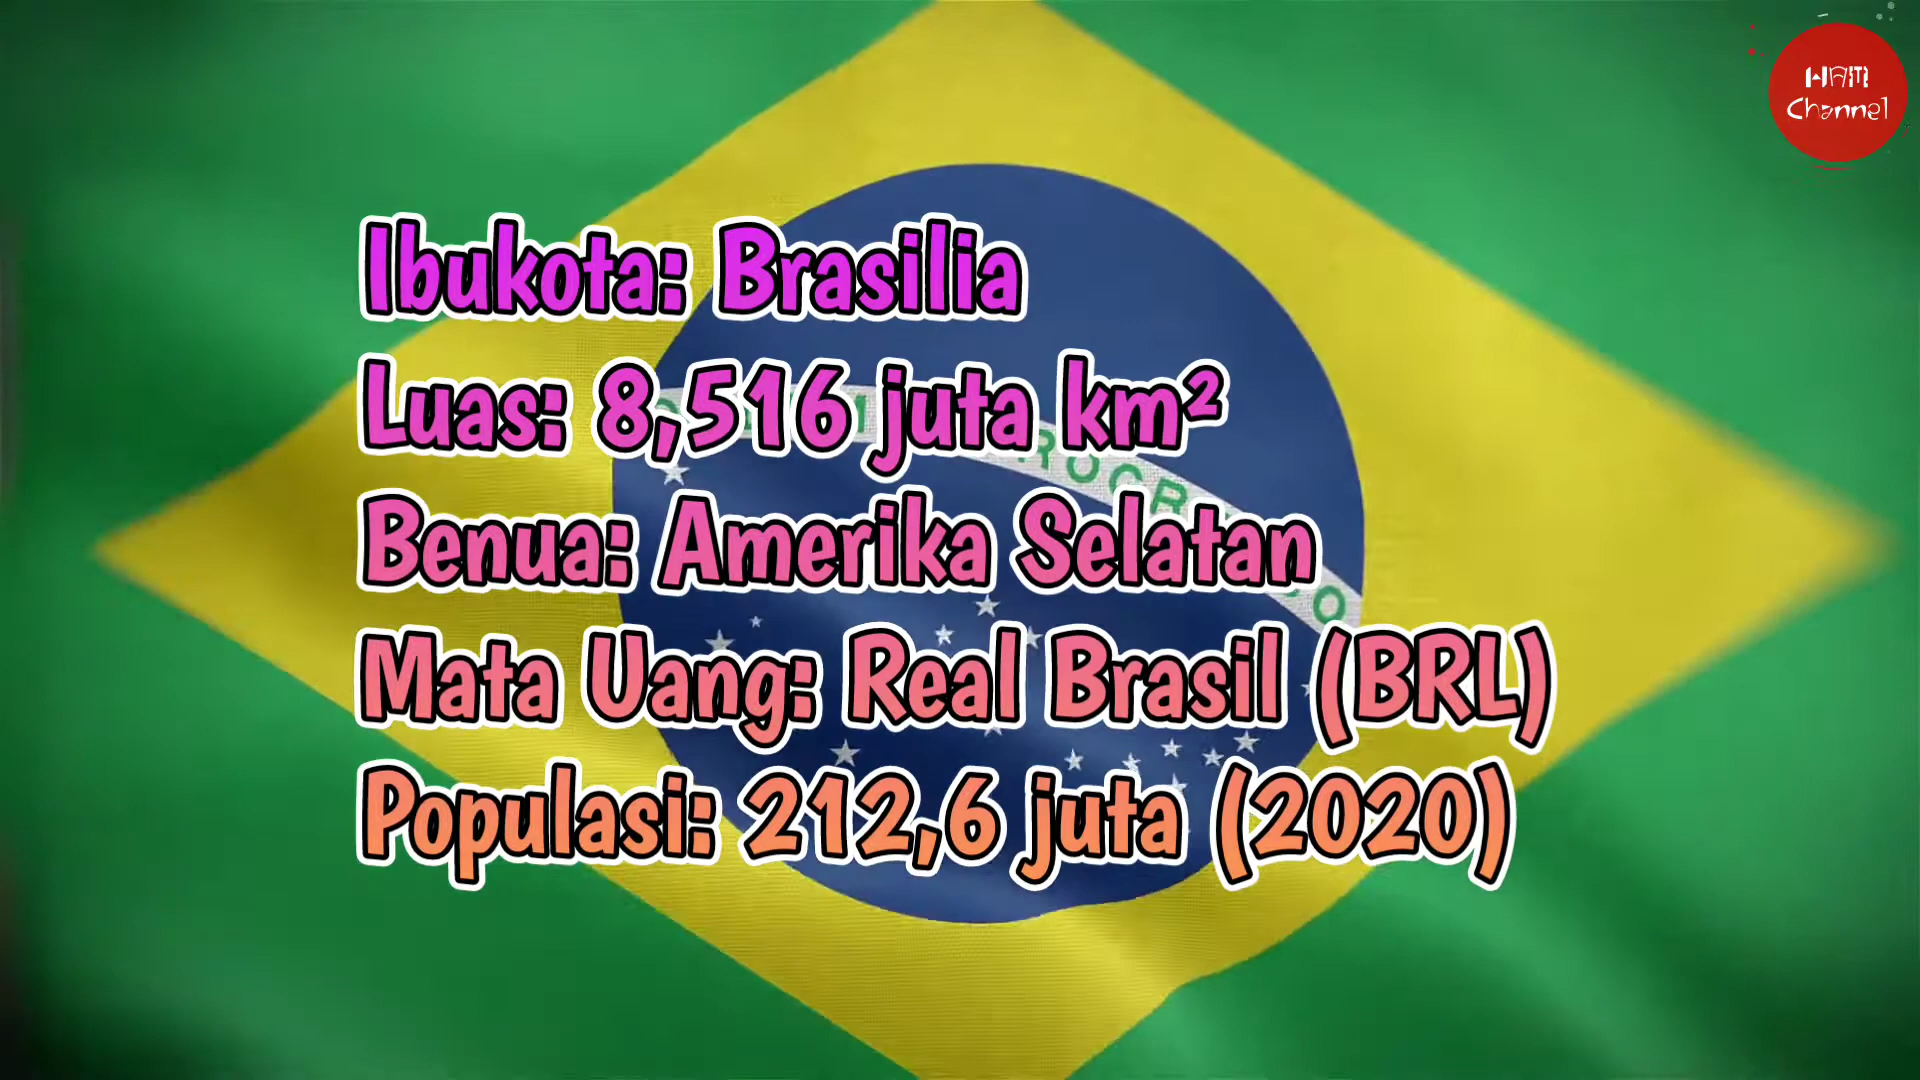 HAM
Channel
Ibukota: Brasilia
Luas: 8,516 juta km²
Benua: Amerika Selatan
Mata Uang: Real Brasil (BRL)
Populasi: 212,6 juta (2020)